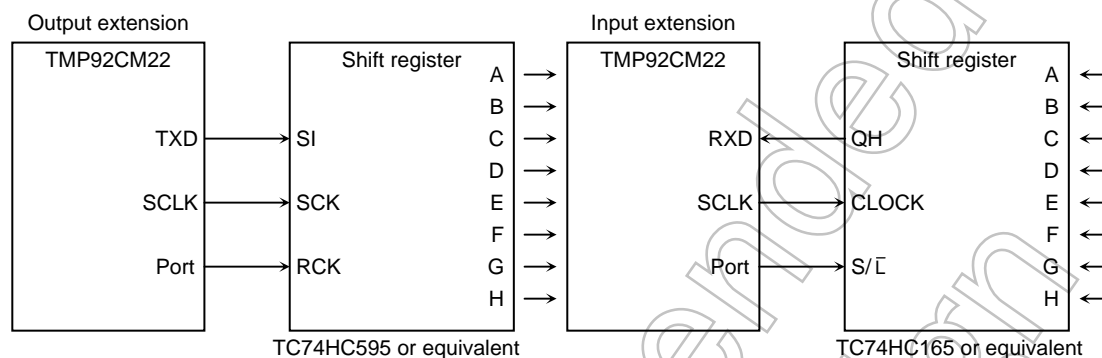 Output extension
TMP92CM22
TXD
SCLK
Port
Shift register
SI
SCK
RCK
A
B
C
D
E
F
G
H
TC74HC595 or equivalent
Input extension
TMP92CM22
RXD
SCLK
Port
Shift register
QH
CLOCK
S/L̅
A
B
C
D
E
F
G
H
TC74HC165 or equivalent